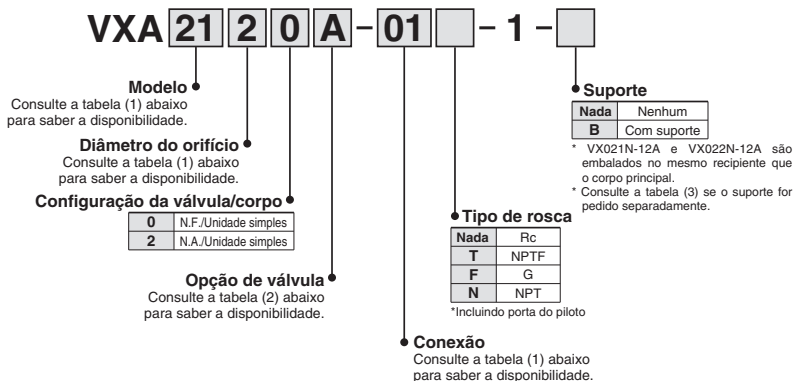 VXA 21 2 0 A - 01 - 1 -
Modelo
Consulte a tabela (1) abaixo
para saber a disponibilidade.
Diâmetro do orifício
Consulte a tabela (1) abaixo
para saber a disponibilidade.
Configuração da válvula/corpo
0 N.F./Unidade simples
2 N.A./Unidade simples
Opção de válvula
Consulte a tabela (2) abaixo
para saber a disponibilidade.
Conexão
Consulte a tabela (1) abaixo
para saber a disponibilidade.
Tipo de rosca
Nada Rc
T NPTF
F G
N NPT
*Incluindo porta do piloto
Suporte
Nada Nenhum
B Com suporte
* VX021N-12A e VX022N-12A são
embalados no mesmo recipiente que
o corpo principal.
* Consulte a tabela (3) se o suporte for
pedido separadamente.